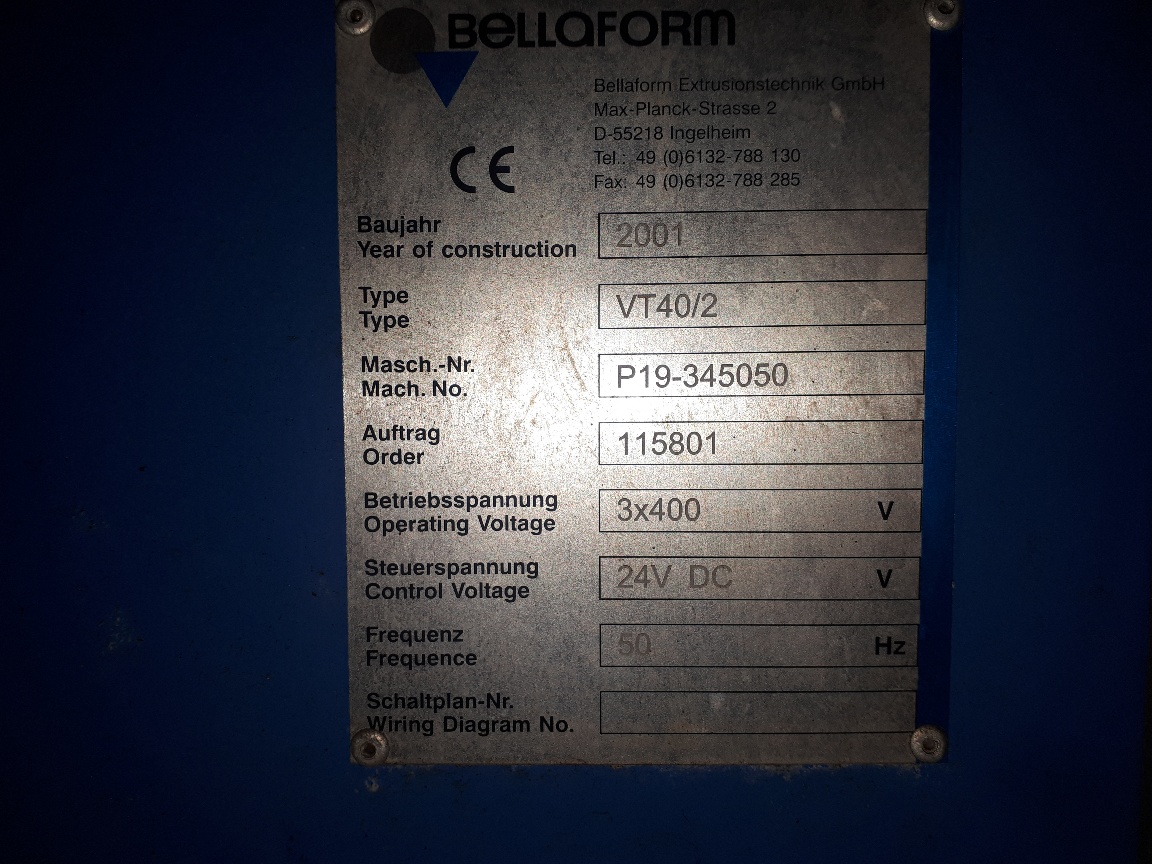 BELLAFORM
Bellaform Extrusionstechnik GmbH
Max-Planck-Strasse 2
D-55218 Ingelheim
Tel.: 49 (0)6132-788 130
Fax: 49 (0)6132-788 285
CE
Baujahr
Year of construction
2001
Type
Type
VT40/2
Masch.-Nr.
Mach. No.
P19-345050
Auftrag
Order
115801
Betriebsspannung
Operating Voltage
3x400 V
Steuerspannung
Control Voltage
24V DC V
Frequenz
Frequence
50 Hz
Schaltplan-Nr.
Wiring Diagram No.